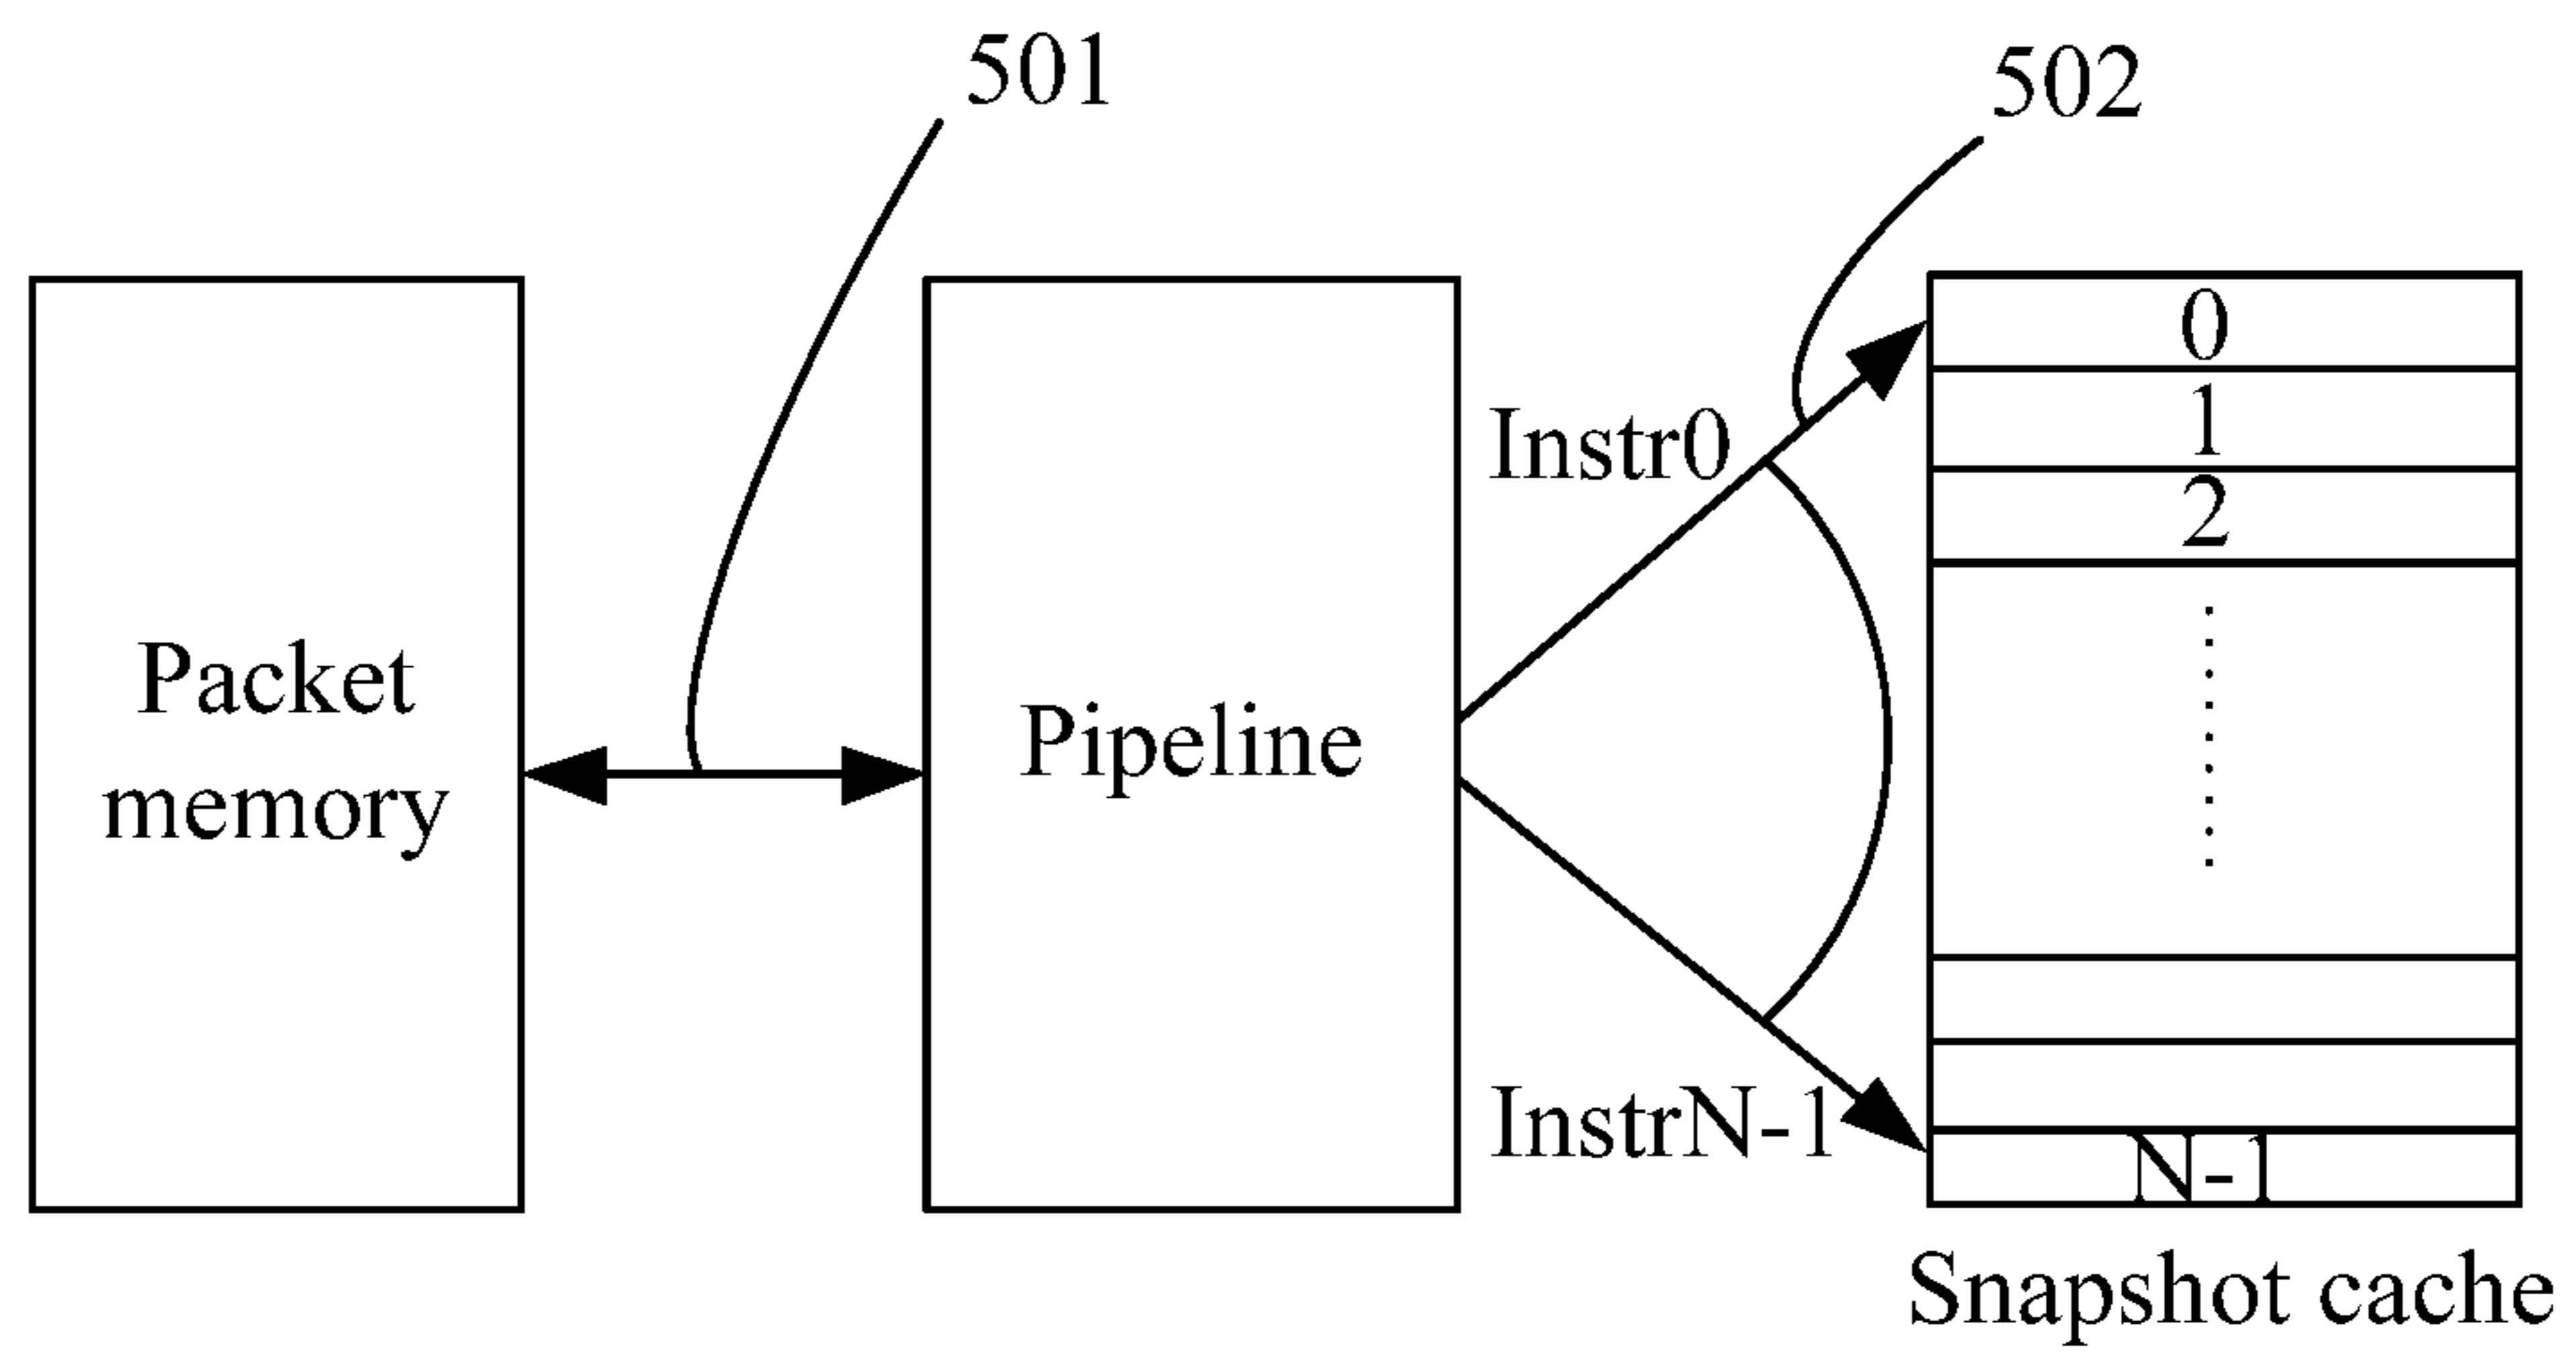 501
502
Packet
memory
Pipeline
Instr0
InstrN-1
0
1
2
N-1
Snapshot cache